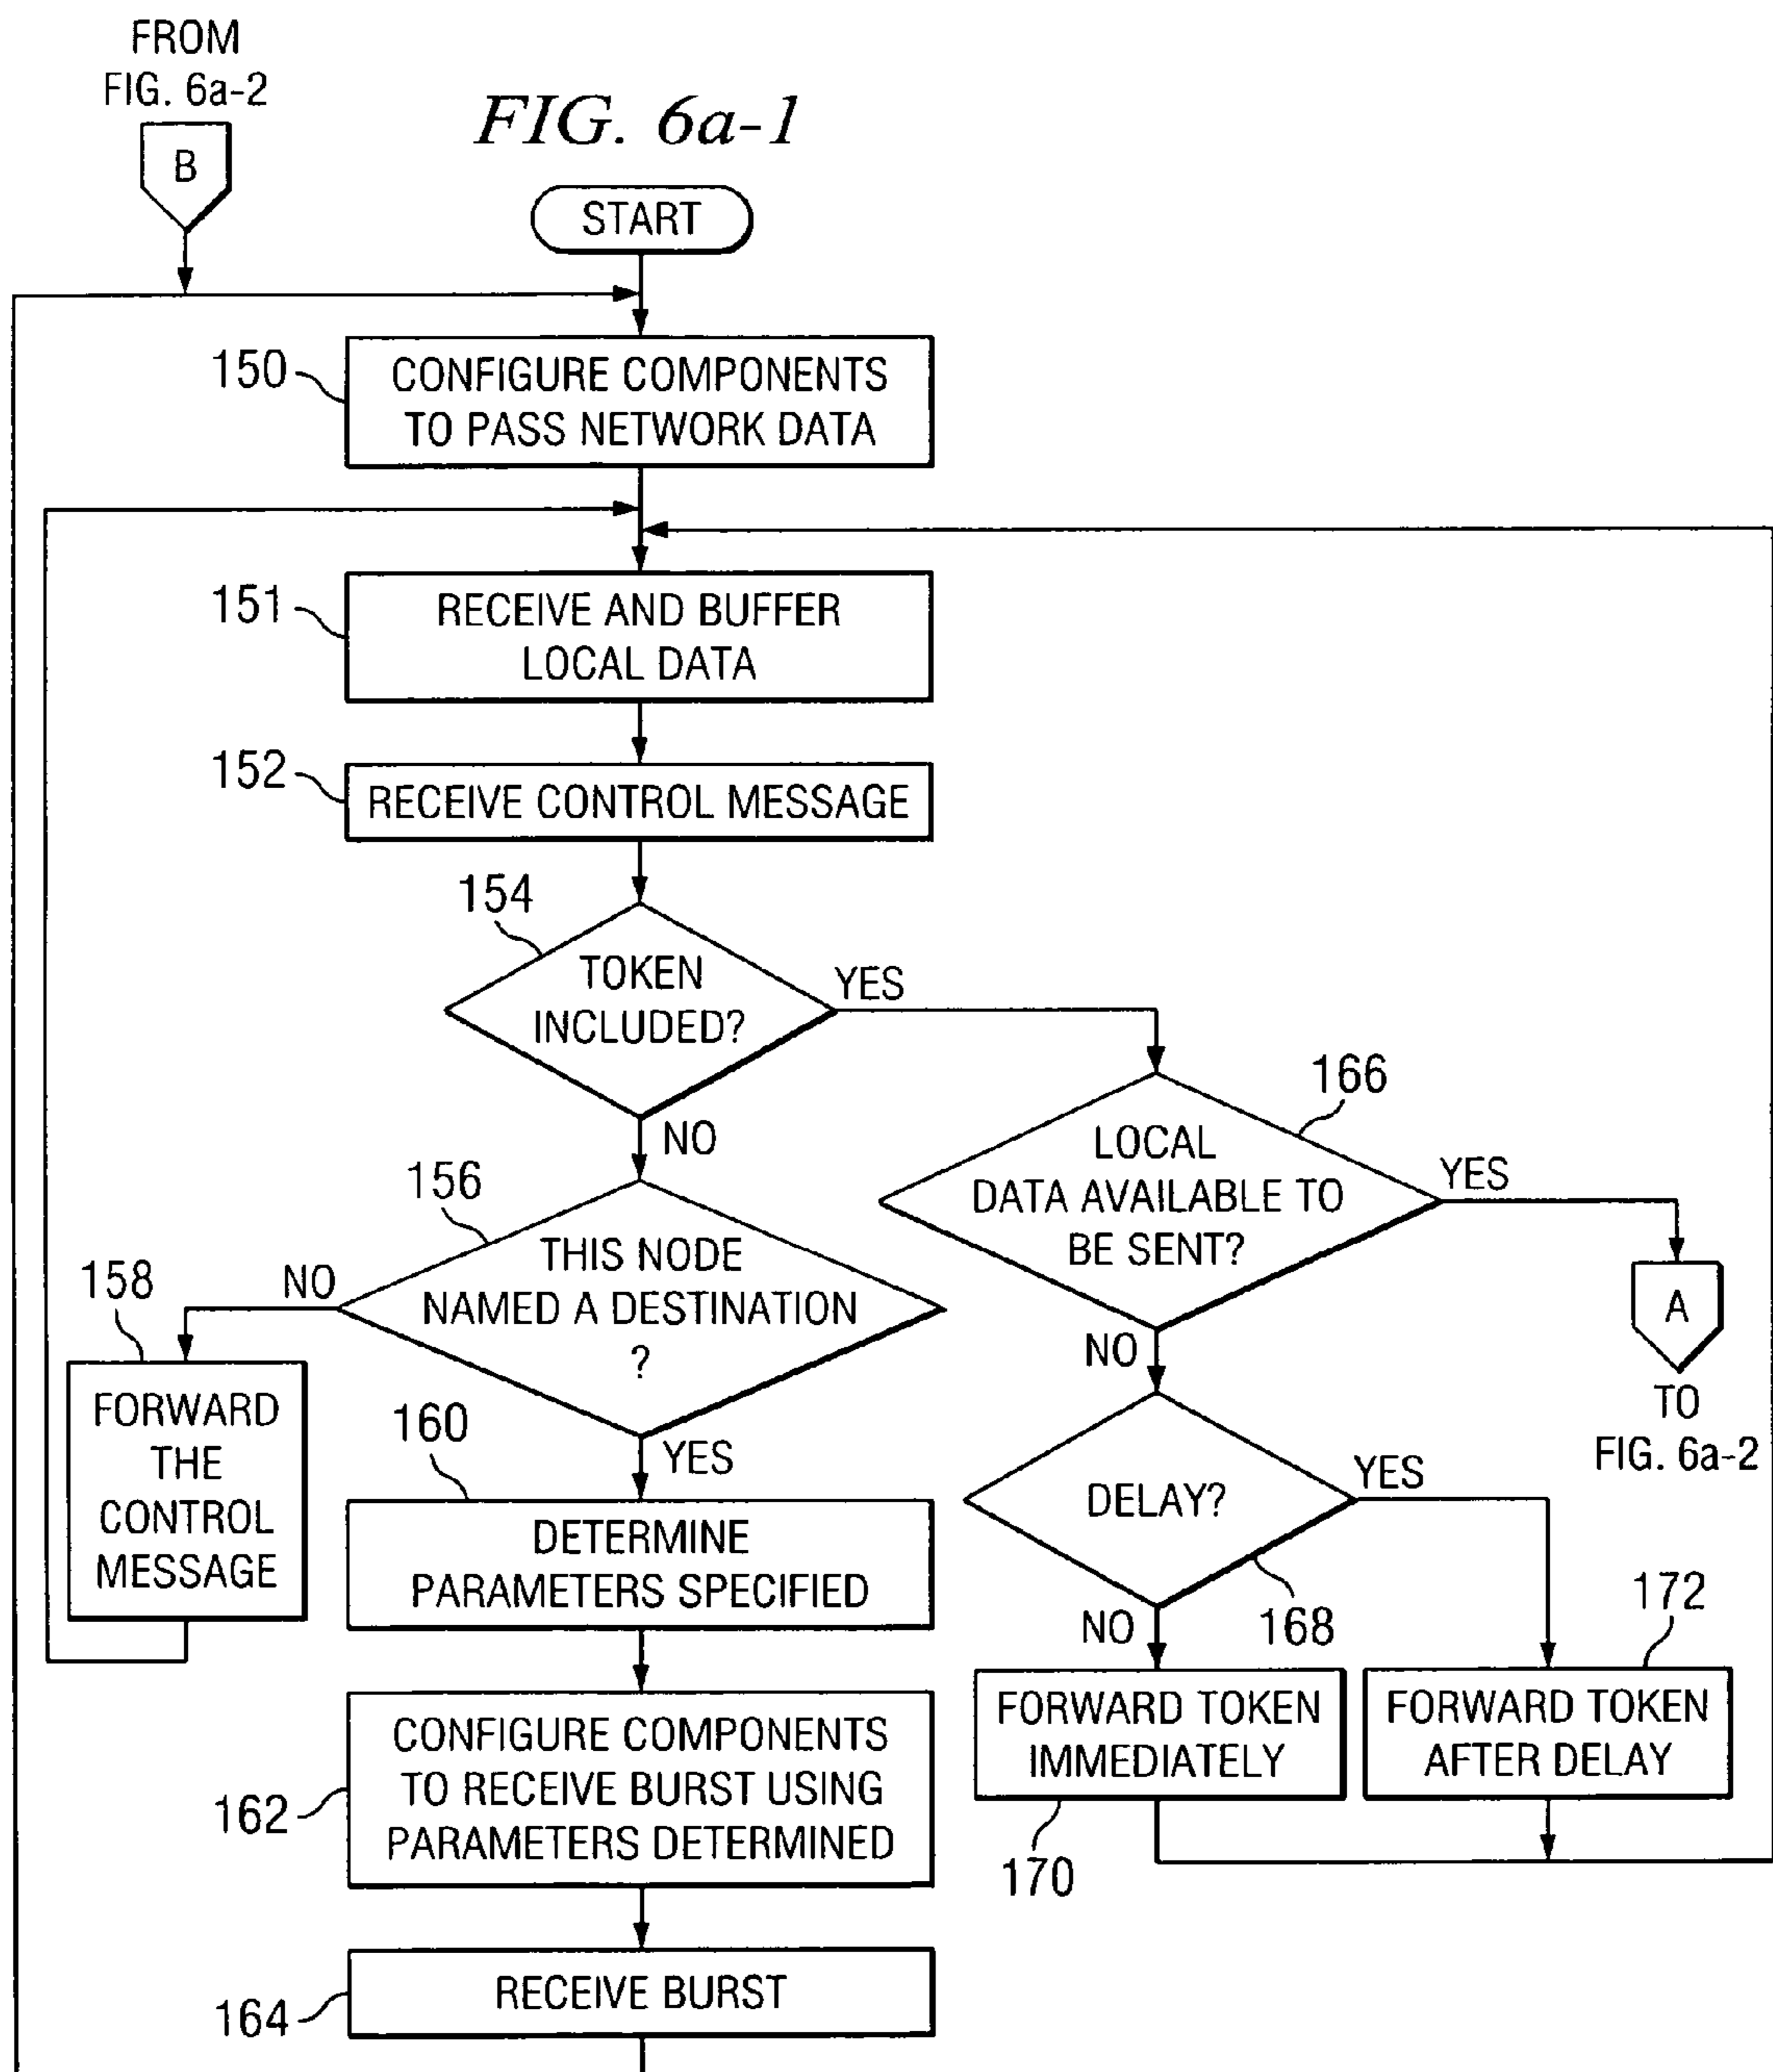 FROM
FIG. 6a-2
B
FIG. 6a-1
START
150
CONFIGURE COMPONENTS
TO PASS NETWORK DATA
151
RECEIVE AND BUFFER
LOCAL DATA
152
RECEIVE CONTROL MESSAGE
154
TOKEN
INCLUDED?
YES
NO
166
LOCAL
DATA AVAILABLE TO
BE SENT?
YES
A
TO
FIG. 6a-2
NO
156
THIS NODE
NAMED A DESTINATION
?
NO
158
FORWARD
THE
CONTROL
MESSAGE
YES
160
DETERMINE
PARAMETERS SPECIFIED
DELAY?
YES
168
NO
172
FORWARD TOKEN
IMMEDIATELY
170
FORWARD TOKEN
AFTER DELAY
162
CONFIGURE COMPONENTS
TO RECEIVE BURST USING
PARAMETERS DETERMINED
164
RECEIVE BURST